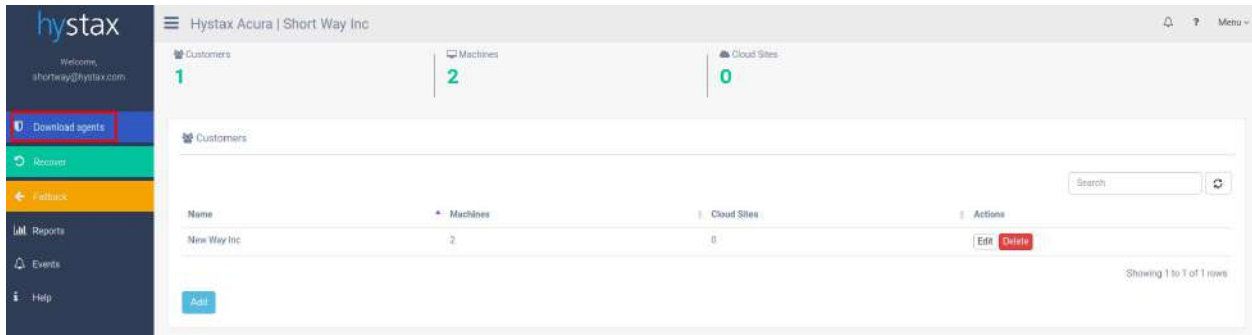 hystax
Hystax Acura | Short Way Inc
? Menu
Welcome,
shortway@hystax.com
Customers
1
Machines
2
Cloud Sites
0
Download agents
Recover
Failback
Reports
Events
Help
Customers
Search
Name Machines Cloud Sites Actions
New Way Inc 2 0 Edit Delete
Showing 1 to 1 of 1 rows
Add